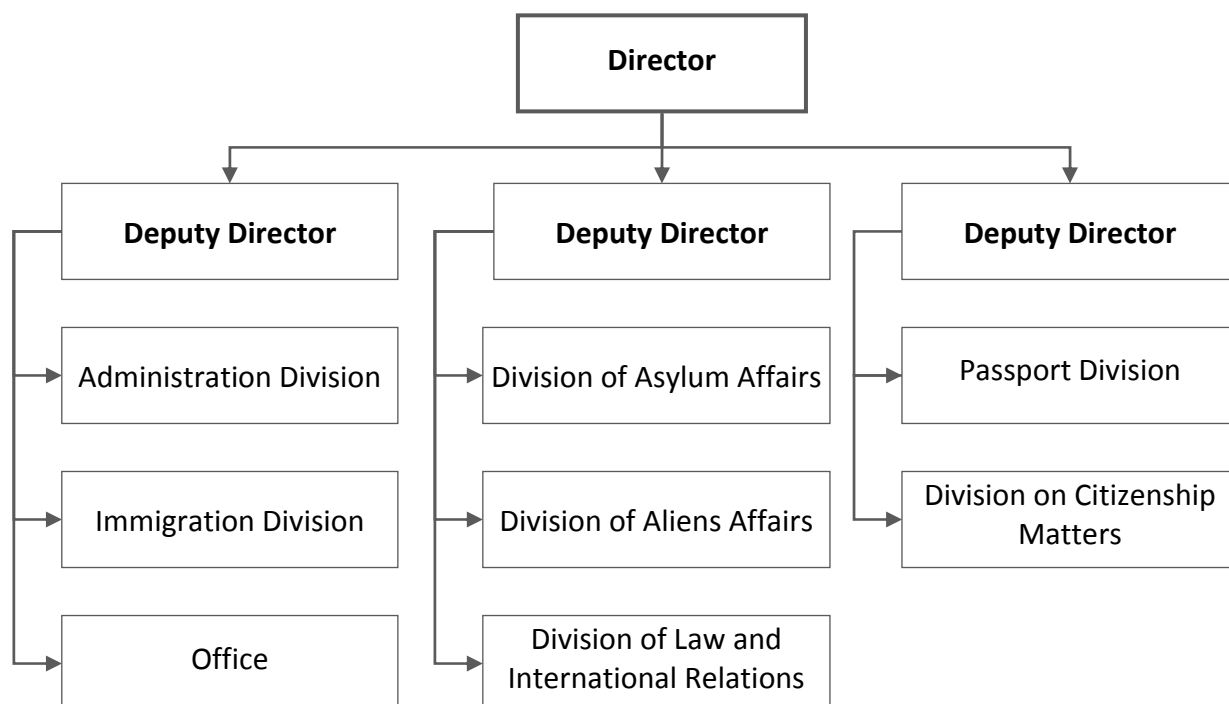 Director
Deputy Director
Deputy Director
Deputy Director
Administration Division
Division of Asylum Affairs
Passport Division
Immigration Division
Division of Aliens Affairs
Division on Citizenship
Matters
Office
Division of Law and
International Relations